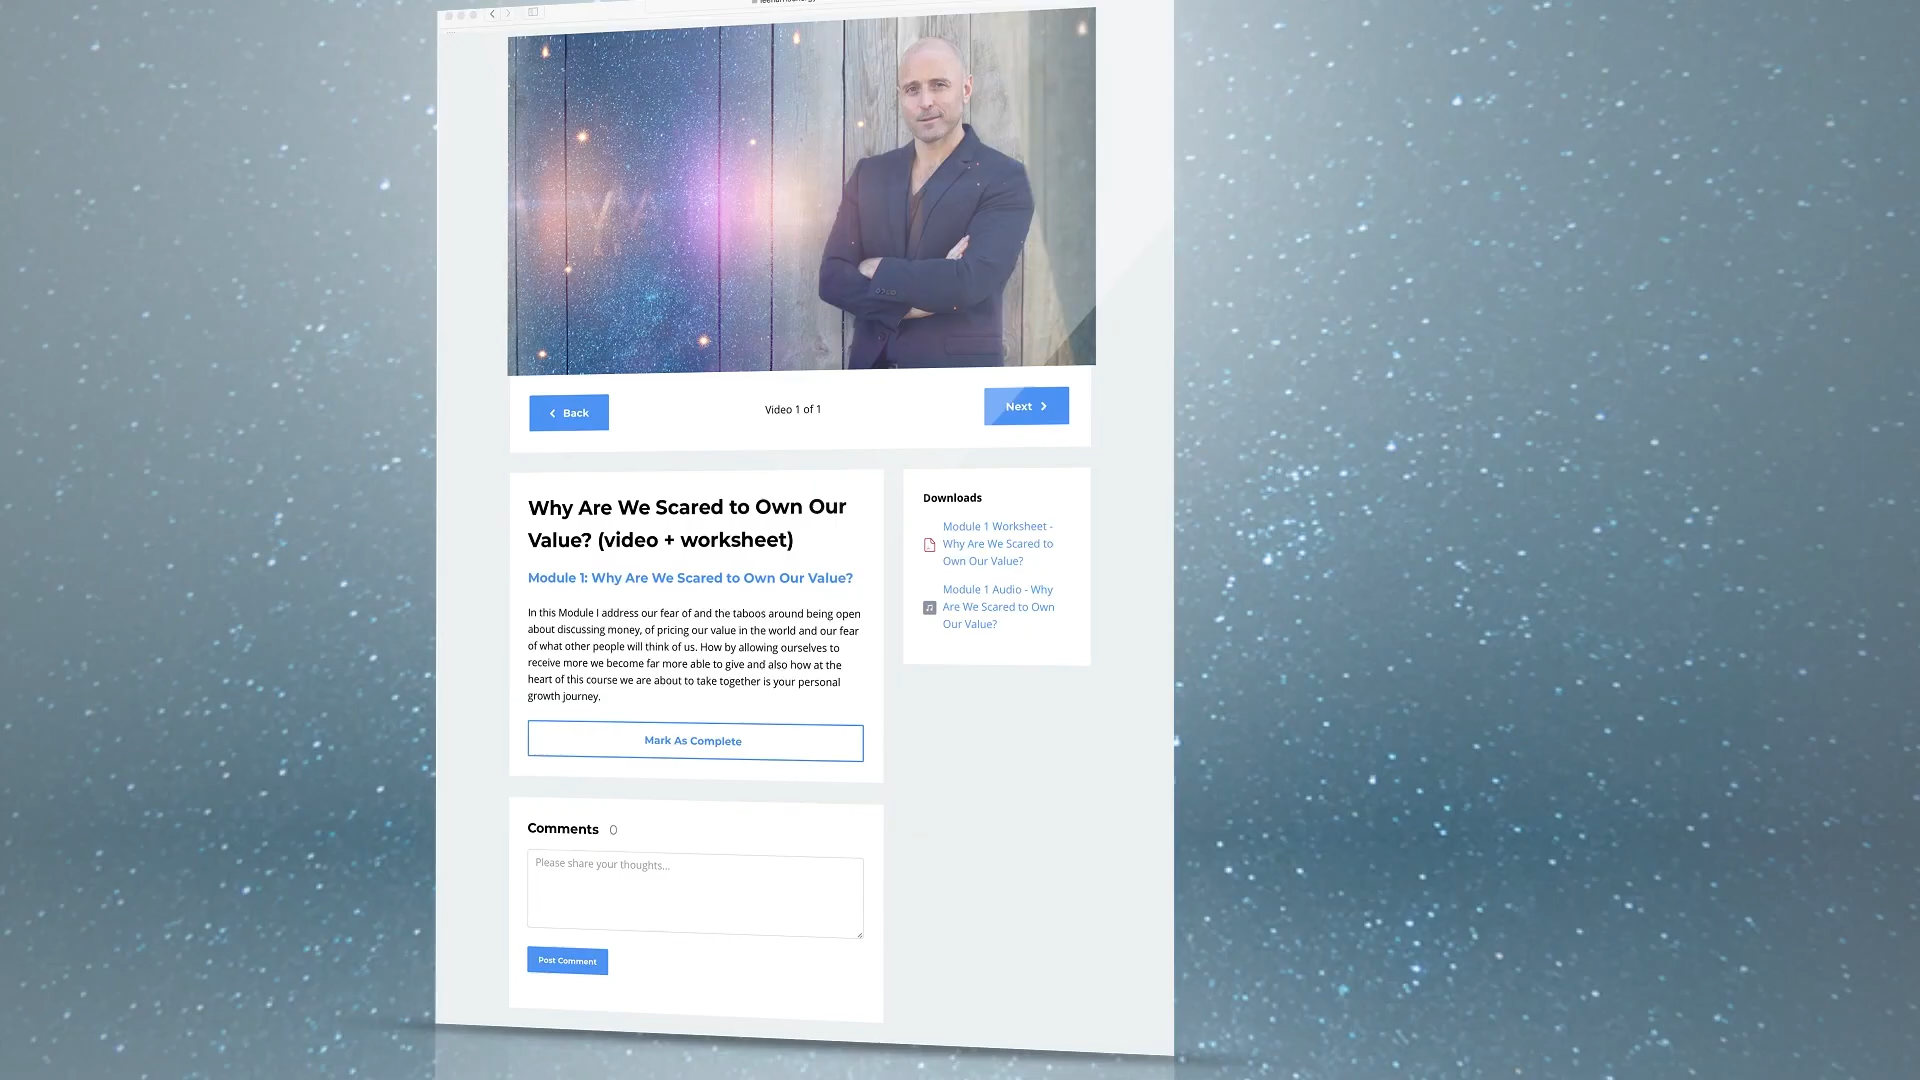 Back
Video 1 of 1
Next
Why Are We Scared to Own Our
Value? (video + worksheet)
Module 1: Why Are We Scared to Own Our Value?
In this Module I address our fear of and the taboos around being open
about discussing money, of pricing our value in the world and our fear
of what other people will think of us. How by allowing ourselves to
receive more we become far more able to give and also how at the
heart of this course we are about to take together is your personal
growth journey.
Mark As Complete
Downloads
Module 1 Worksheet -
Why Are We Scared to
Own Our Value?
Module 1 Audio - Why
Are We Scared to Own
Our Value?
Comments 0
Please share your thoughts...
Post Comment